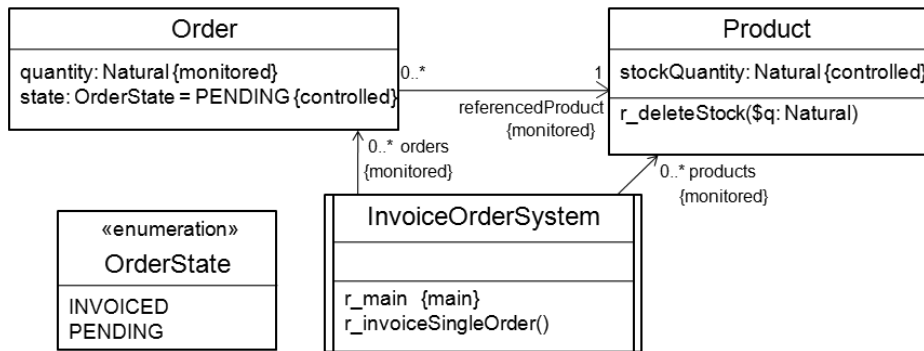 Order
quantity: Natural {monitored}
state: OrderState = PENDING {controlled}
0..*
1
referencedProduct
{monitored}
Product
stockQuantity: Natural {controlled}
r_deleteStock($q: Natural)
0..* orders
{monitored}
0..* products
{monitored}
«enumeration»
OrderState
INVOICED
PENDING
InvoiceOrderSystem
r_main {main}
r_invoiceSingleOrder()